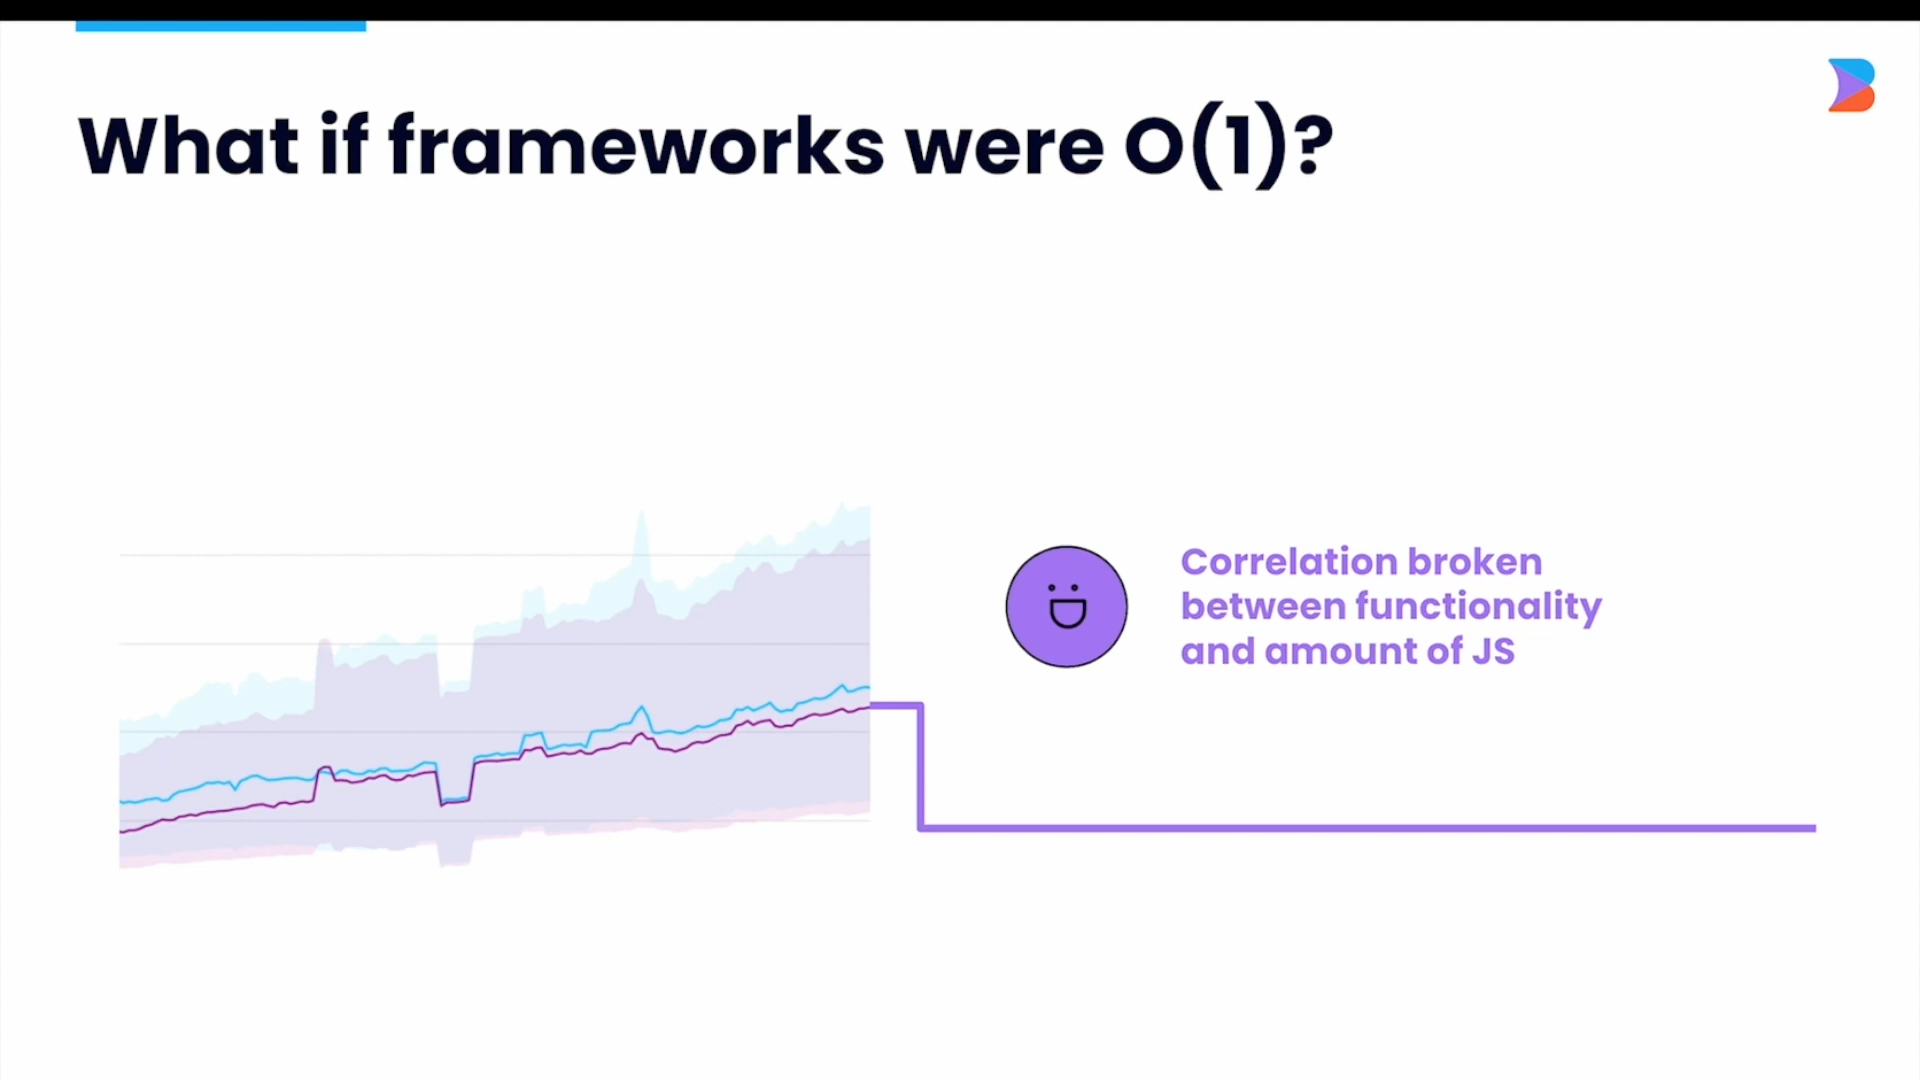 What if frameworks were O(1)?
Correlation broken
between functionality
and amount of JS